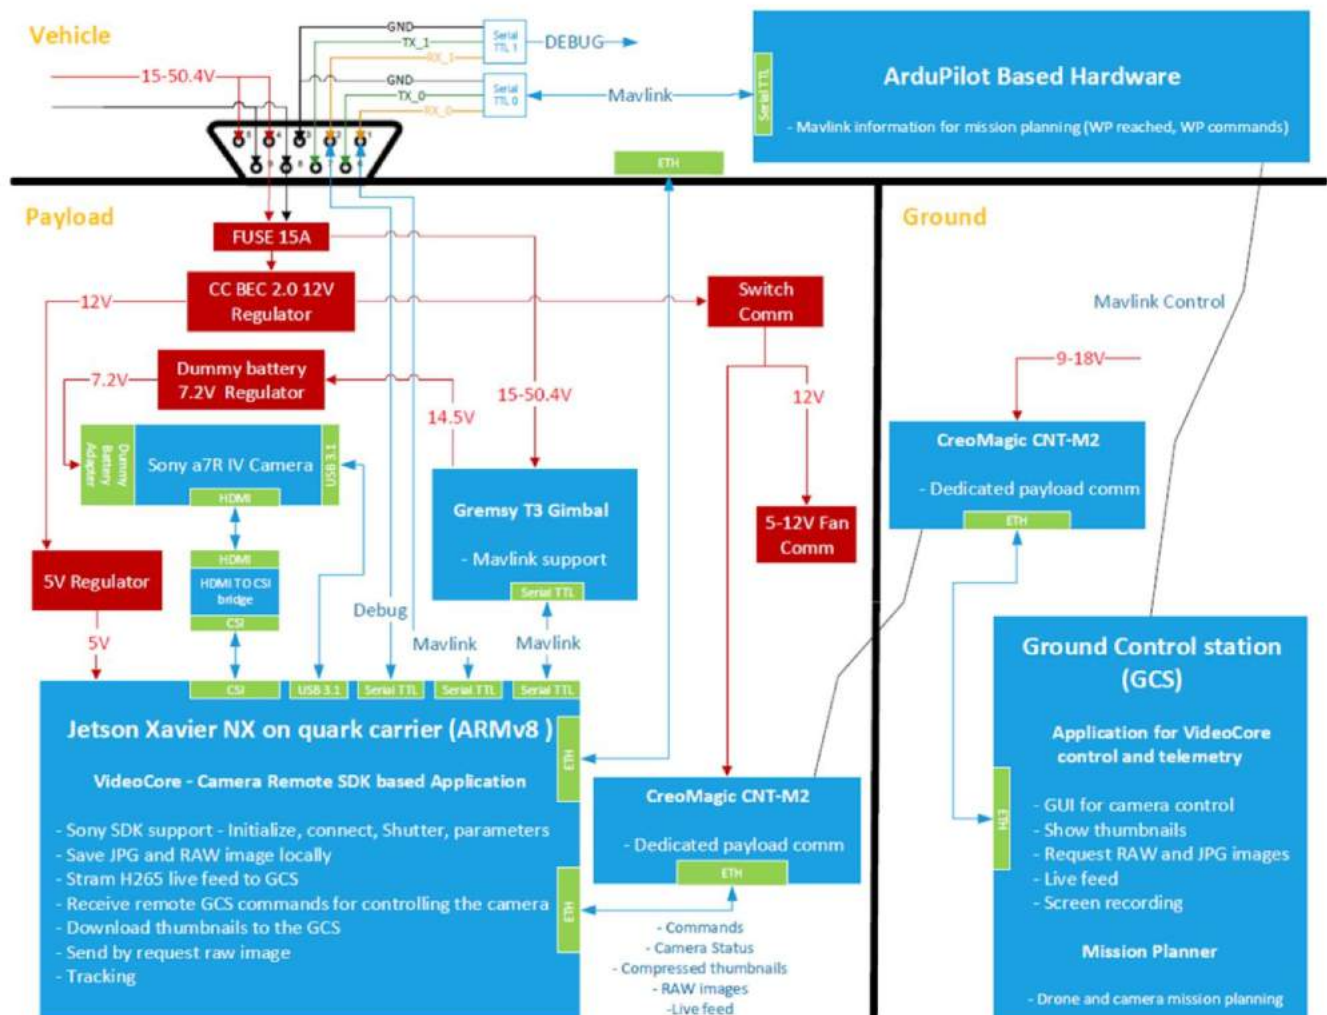 Vehicle
GND
TX_1
RX_1
Serial
TTL 1
DEBUG
15-50.4V
GND
TX_0
RX_0
Serial
TTL 0
Mavlink
Serial TTL
ArduPilot Based Hardware
- Mavlink information for mission planning (WP reached, WP commands)
5
4
3
2
1
9
8
7
6
ETH
Payload
FUSE 15A
CC BEC 2.0 12V
Regulator
12V
Switch
Comm
Dummy battery
7.2V Regulator
7.2V
14.5V
15-50.4V
12V
Dummy
Battery
Adapter
Sony a7R IV Camera
USB 3.1
HDMI
HDMI
HDMI TO CSI
bridge
CSI
5V Regulator
5V
Gremsy T3 Gimbal
- Mavlink support
Serial TTL
5-12V Fan
Comm
Debug
Mavlink
Mavlink
CSI
USB 3.1
Serial TTL
Serial TTL
Serial TTL
Jetson Xavier NX on quark carrier (ARMv8 )
VideoCore - Camera Remote SDK based Application
- Sony SDK support - Initialize, connect, Shutter, parameters
- Save JPG and RAW image locally
- Stram H265 live feed to GCS
- Receive remote GCS commands for controlling the camera
- Download thumbnails to the GCS
- Send by request raw image
- Tracking
ETH
ETH
CreoMagic CNT-M2
- Dedicated payload comm
ETH
- Commands
- Camera Status
- Compressed thumbnails
- RAW images
-Live feed
Ground
Mavlink Control
9-18V
CreoMagic CNT-M2
- Dedicated payload comm
ETH
Ground Control station
(GCS)
Application for VideoCore
control and telemetry
- GUI for camera control
- Show thumbnails
- Request RAW and JPG images
- Live feed
- Screen recording
ETH
Mission Planner
- Drone and camera mission planning